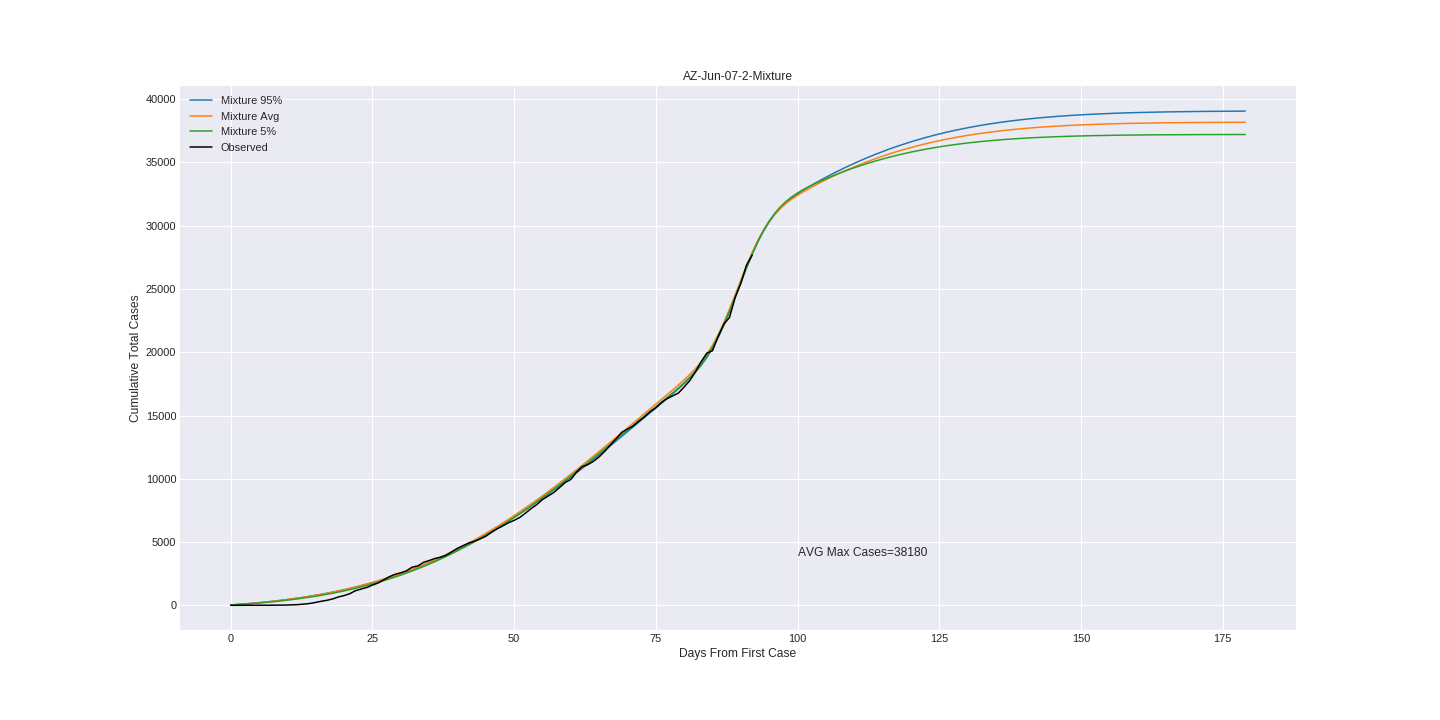 AZ-Jun-07-2-Mixture
Mixture 95%
Mixture Avg
Mixture 5%
Observed
40000
35000
30000
25000
20000
15000
10000
5000
0
Cumulative Total Cases
AVG Max Cases=38180
0 25 50 75 100 125 150 175
Days From First Case